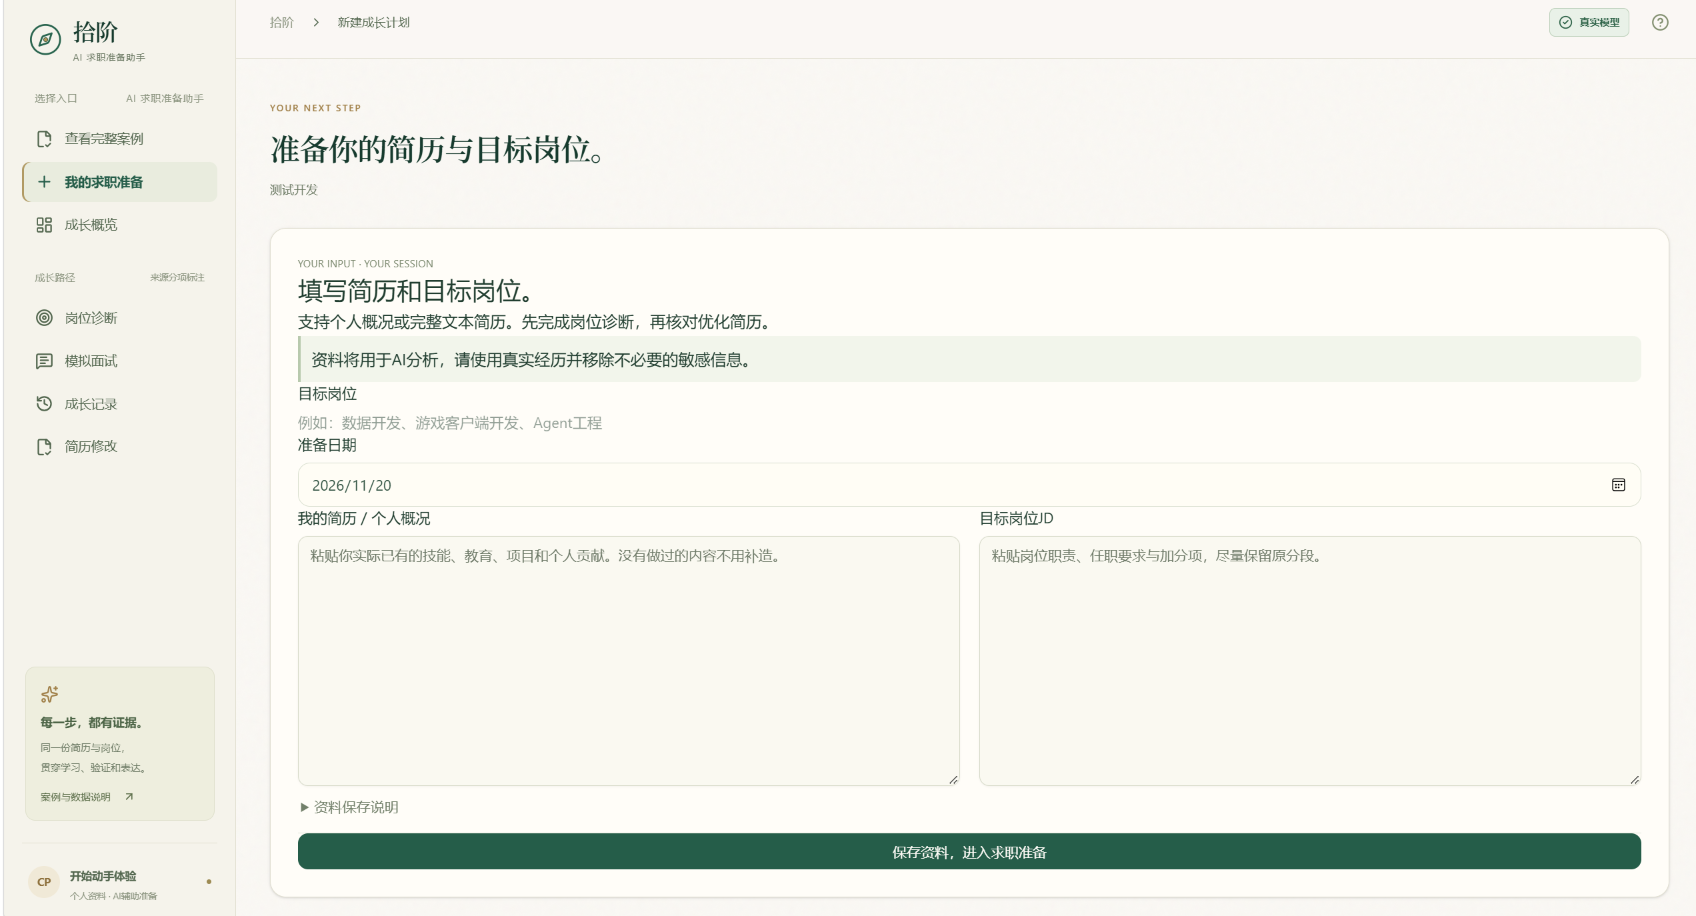 拾阶
AI 求职准备助手
选择入口
AI 求职准备助手
查看完整案例
我的求职准备
成长概览
成长路径
来源分项标注
岗位诊断
模拟面试
成长记录
简历修改
每一步，都有证据。
同一份简历与岗位，
贯穿学习、验证和表达。
案例与数据说明
CP
开始动手体验
个人资料 · AI辅助准备
拾阶 > 新建成长计划
真实模型
YOUR NEXT STEP
准备你的简历与目标岗位。
测试开发
YOUR INPUT · YOUR SESSION
填写简历和目标岗位。
支持个人概况或完整文本简历。先完成岗位诊断，再核对优化简历。
资料将用于AI分析，请使用真实经历并移除不必要的敏感信息。
目标岗位
例如：数据开发、游戏客户端开发、Agent工程
准备日期
2026/11/20
我的简历 / 个人概况
粘贴你实际已有的技能、教育、项目和个人贡献。没有做过的内容不用补造。
目标岗位JD
粘贴岗位职责、任职要求与加分项，尽量保留原分段。
资料保存说明
保存资料，进入求职准备